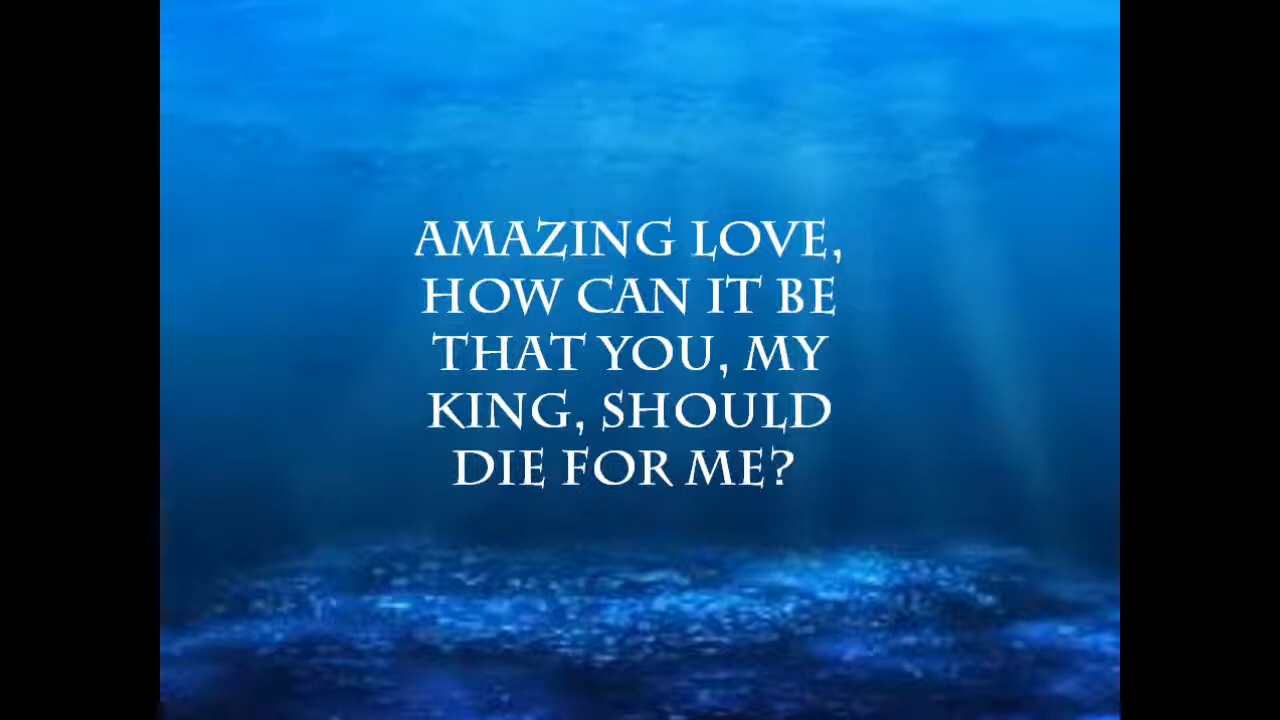 AMAZING LOVE,
HOW CAN IT BE
THAT YOU, MY
KING, SHOULD
DIE FOR ME?